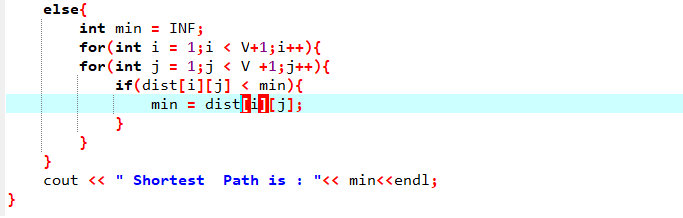 else{
int min = INF;
for(int i = 1;i < V+1;i++){
for(int j = 1;j < V +1;j++){
if(dist[i][j] < min){
min = dist[i][j];
}
}
}
cout << " Shortest  Path is : "<< min<<endl;
}